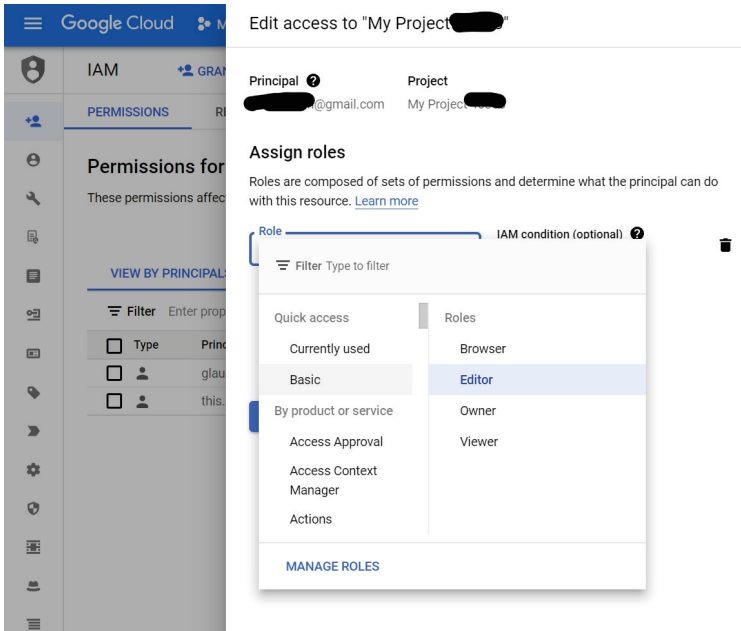 Google Cloud
M
Edit access to "My Project "
IAM
GRAN
Principal
Project
@gmail.com
My Project
PERMISSIONS
RE
Permissions for
Assign roles
These permissions affec
Roles are composed of sets of permissions and determine what the principal can do
with this resource. Learn more
Role
IAM condition (optional)
VIEW BY PRINCIPALS
Filter Type to filter
Filter Enter prop
Quick access
Roles
Type
Princ
Currently used
Browser
glau
Basic
Editor
this.
By product or service
Owner
Access Approval
Viewer
Access Context
Manager
Actions
MANAGE ROLES